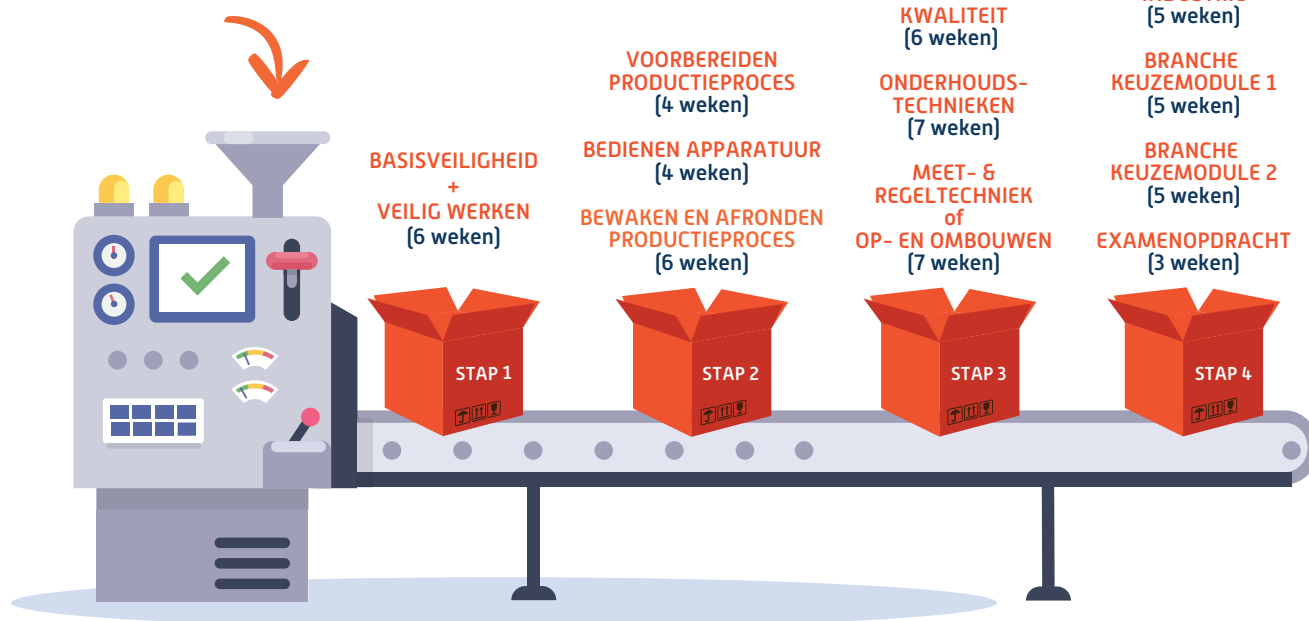 BASISVEILIGHEID
+
VEILIG WERKEN
(6 weken)
VOORBEREIDEN
PRODUCTIEPROCES
(4 weken)
BEDIENEN APPARATUUR
(4 weken)
BEWAKEN EN AFRONDEN
PRODUCTIEPROCES
(6 weken)
KWALITEIT
(6 weken)
ONDERHOUDS-
TECHNIEKEN
(7 weken)
MEET- &
REGELTECHNIEK
of
OP- EN OMBOUWEN
(7 weken)
(5 weken)
BRANCHE
KEUZEMODULE 1
(5 weken)
BRANCHE
KEUZEMODULE 2
(5 weken)
EXAMENOPDRACHT
(3 weken)
STAP 1
STAP 2
STAP 3
STAP 4